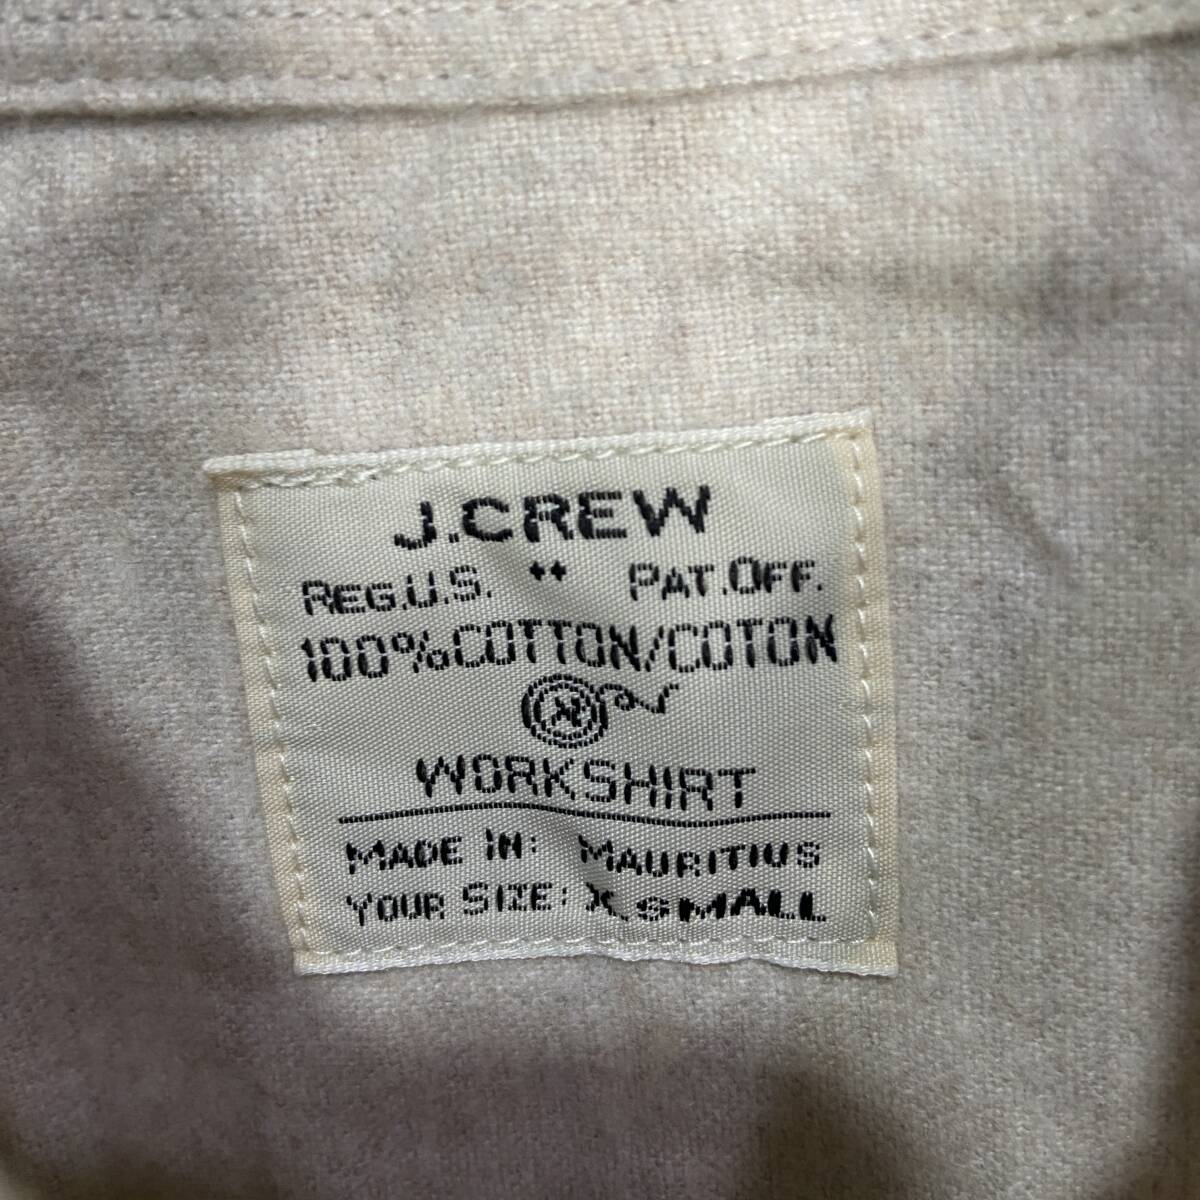 J.CREW
REG.U.S. PAT.OFF.
100%COTTON/COTON
WORKSHIRT
MADE IN: MAURITIUS
YOUR SIZE: X.SMALL